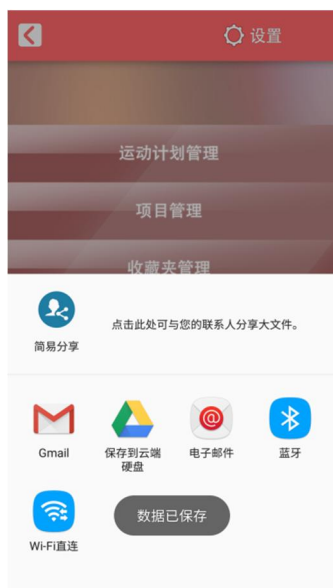 设置
运动计划管理
项目管理
收藏夹管理
点击此处可与您的联系人分享大文件。
简易分享
Gmail
保存到云端
硬盘
电子邮件
蓝牙
数据已保存
Wi-Fi直连